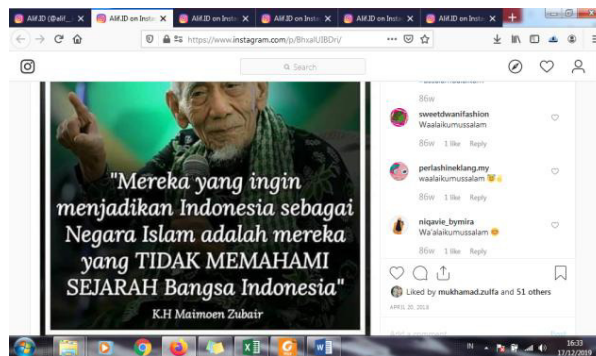 Alif.ID (@alif_
Alif.ID on Insta
Alif.ID on Insta
Alif.ID on Insta
Alif.ID on Insta
Alif.ID on Insta
https://www.instagram.com/p/BhxalUIBDri/
Search
"Mereka yang ingin
menjadikan Indonesia sebagai
Negara Islam adalah mereka
yang TIDAK MEMAHAMI
SEJARAH Bangsa Indonesia"
K.H Maimoen Zubair
86w
sweetdwanifashion
Waalaikumussalam
86w 1 like Reply
perlashineklang.my
waalaikumussalam
86w 1 like Reply
niqavie_bymira
Wa'alaikumussalam
86w 1 like Reply
Liked by mukhamad.zulfa and 51 others
APRIL 20, 2018
Add a comment... Post
IN
16:33
17/12/2019